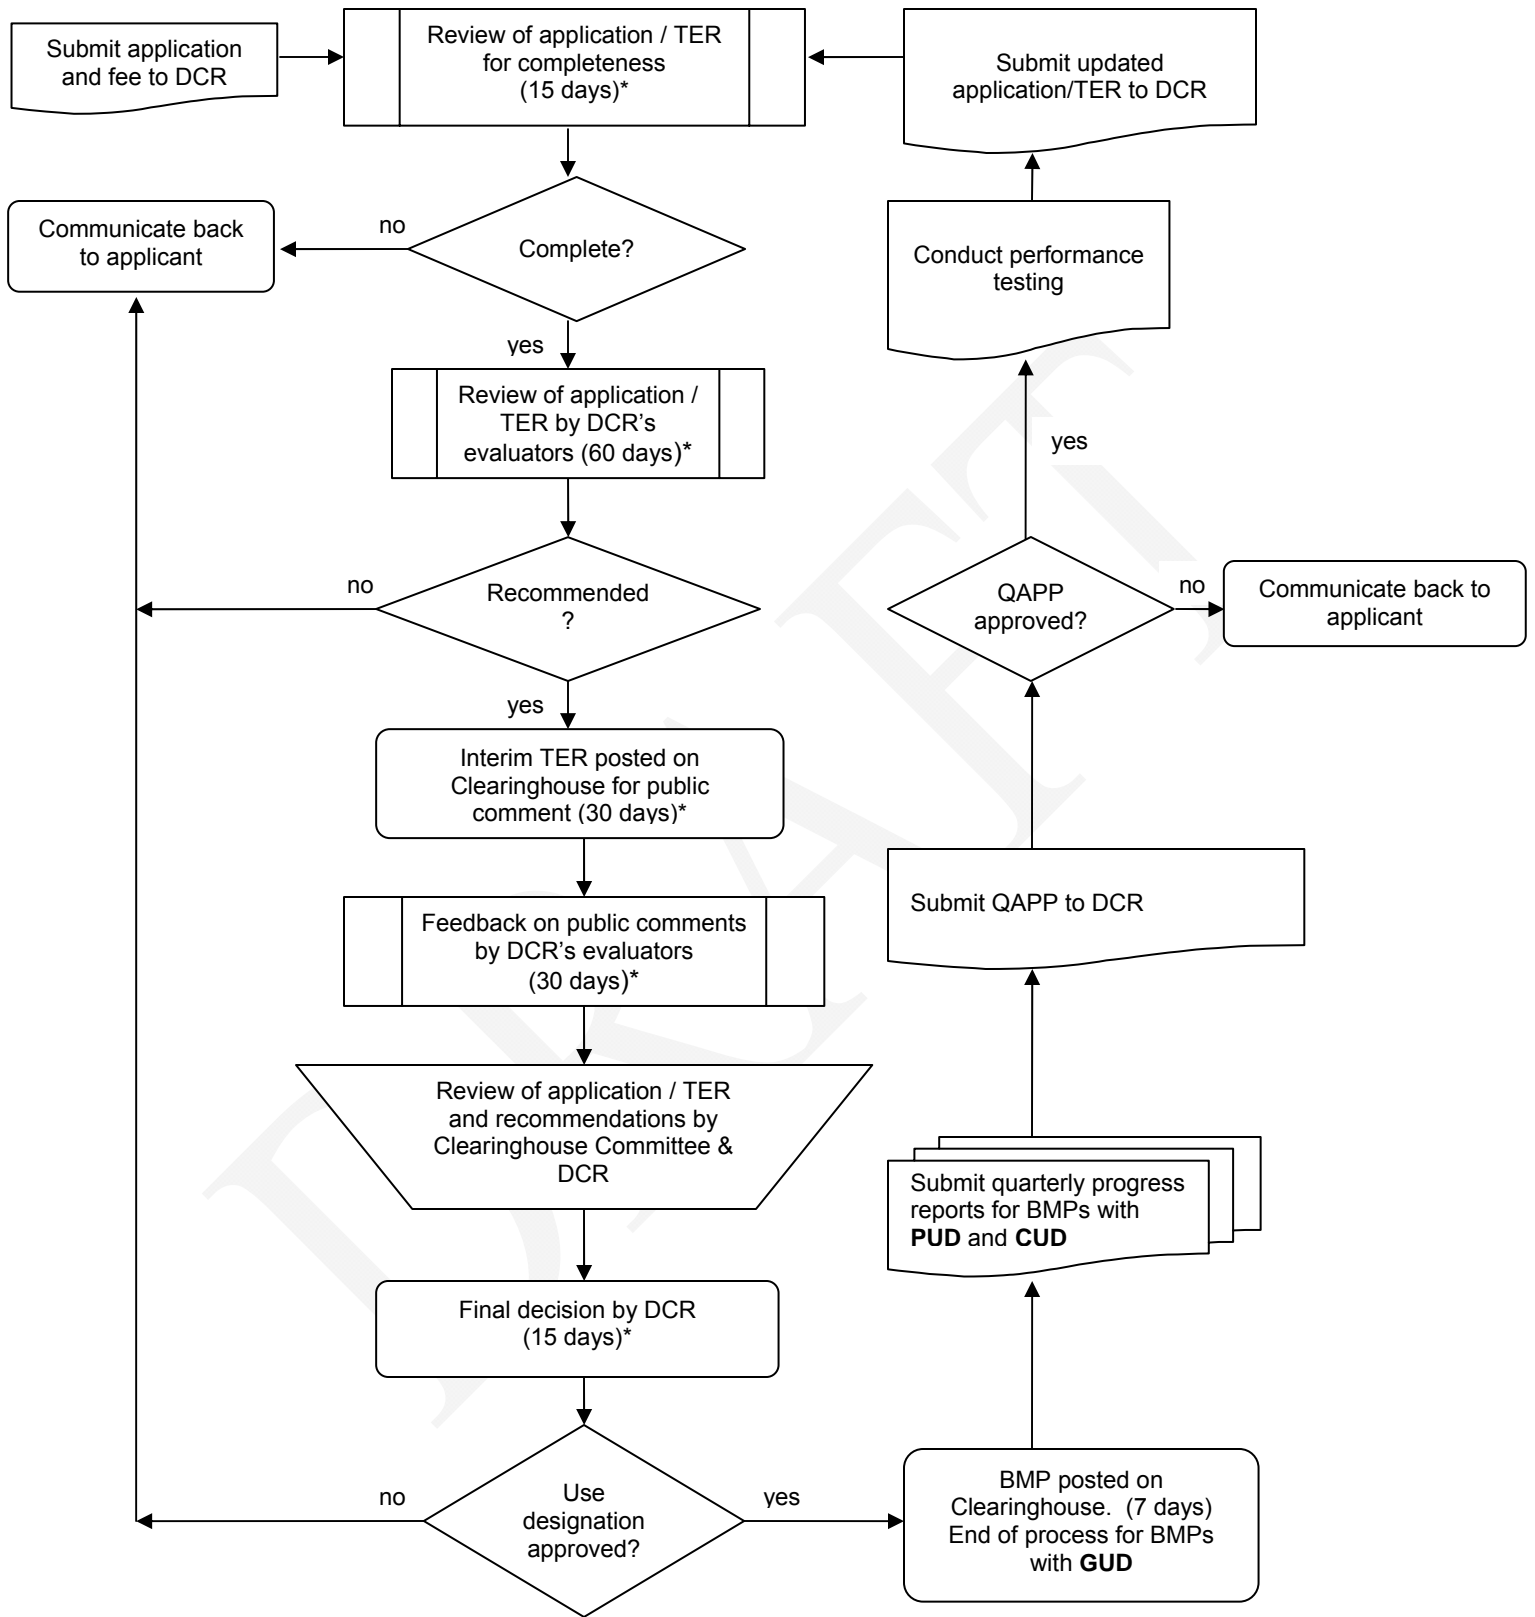 Submit application
and fee to DCR
Review of application / TER
for completeness
(15 days)*
Submit updated
application/TER to DCR
Communicate back
to applicant
no
Complete?
Conduct performance
testing
yes
Review of application /
TER by DCR’s
evaluators (60 days)*
yes
no
Recommended
?
QAPP
approved?
no
Communicate back to
applicant
yes
Interim TER posted on
Clearinghouse for public
comment (30 days)*
Submit QAPP to DCR
Feedback on public comments
by DCR’s evaluators
(30 days)*
Review of application / TER
and recommendations by
Clearinghouse Committee &
DCR
Submit quarterly progress
reports for BMPs with
PUD and CUD
Final decision by DCR
(15 days)*
no
Use
designation
approved?
yes
BMP posted on
Clearinghouse. (7 days)
End of process for BMPs
with GUD
DRAFT